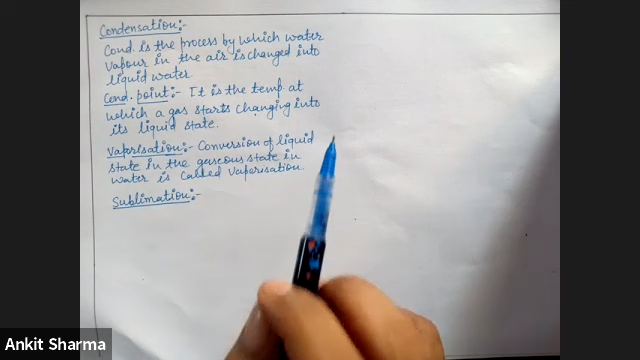 Condensation:-
Cond. is the process by which water
vapour in the air is changed into
liquid water.
Cond. point:- It is the temp. at
which a gas starts changing into
its liquid state.
Vaporisation:- Conversion of liquid
state in the gaseous state in
water is called vaporisation.
Sublimation:-
Ankit Sharma